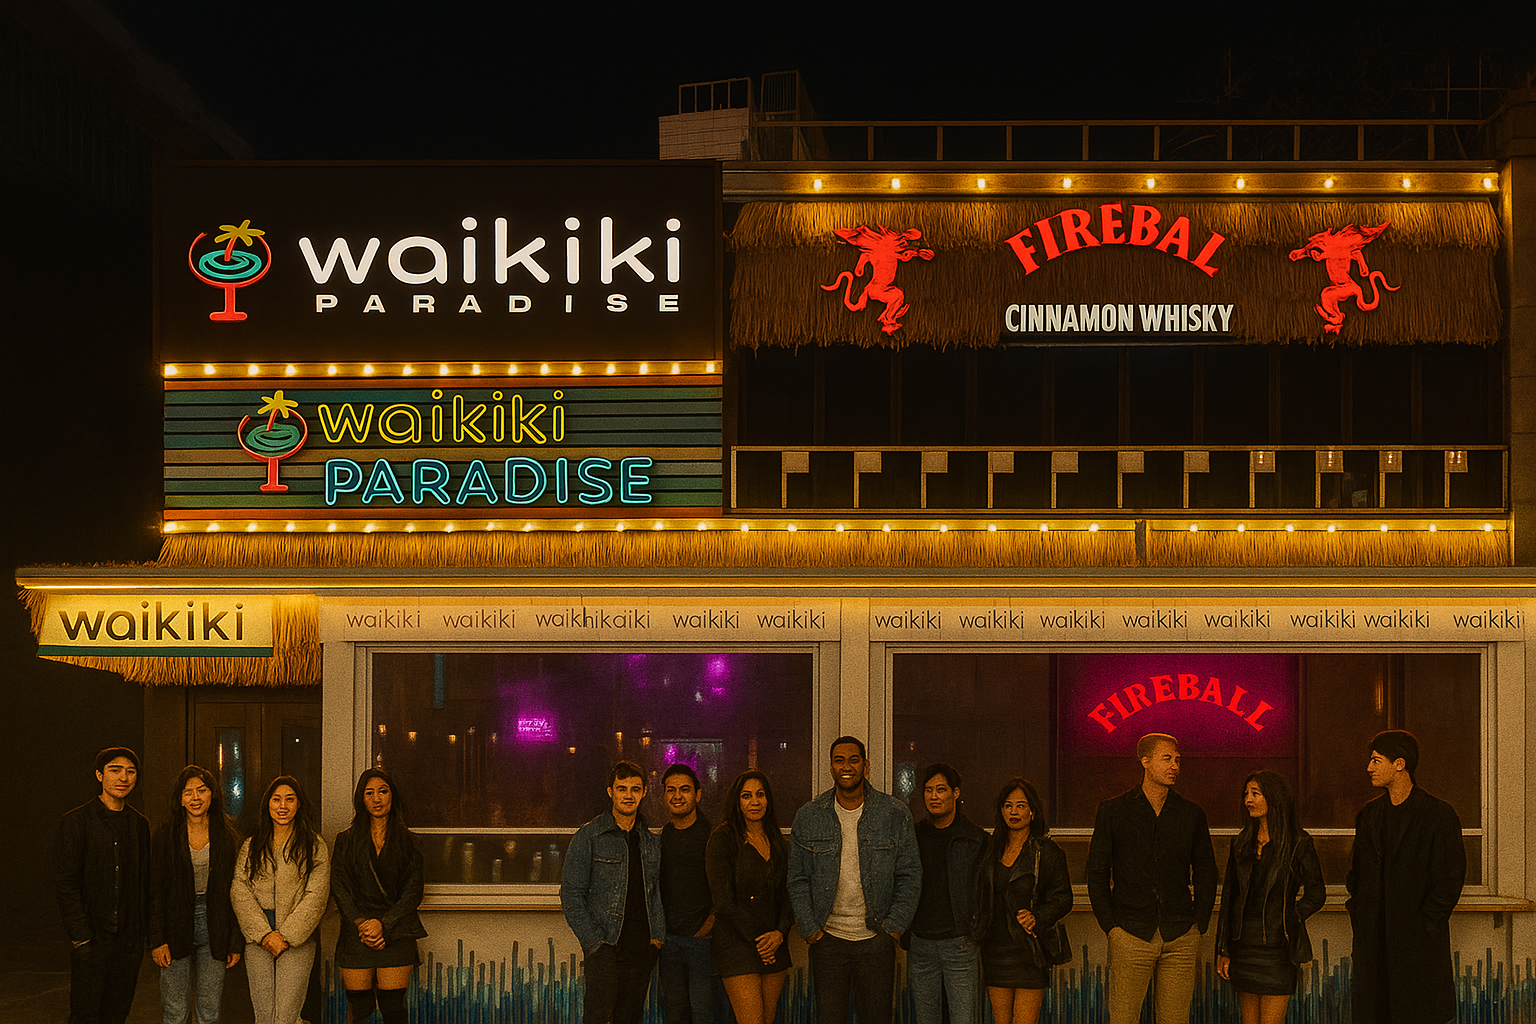 waikiki
PARADISE
FIREBAL
CINNAMON WHISKY
waikiki
PARADISE
waikiki
waikiki waikiki waikhikaiki waikiki waikiki
waikiki waikiki waikiki waikiki waikiki waikiki waikiki waikiki
FIREBALL